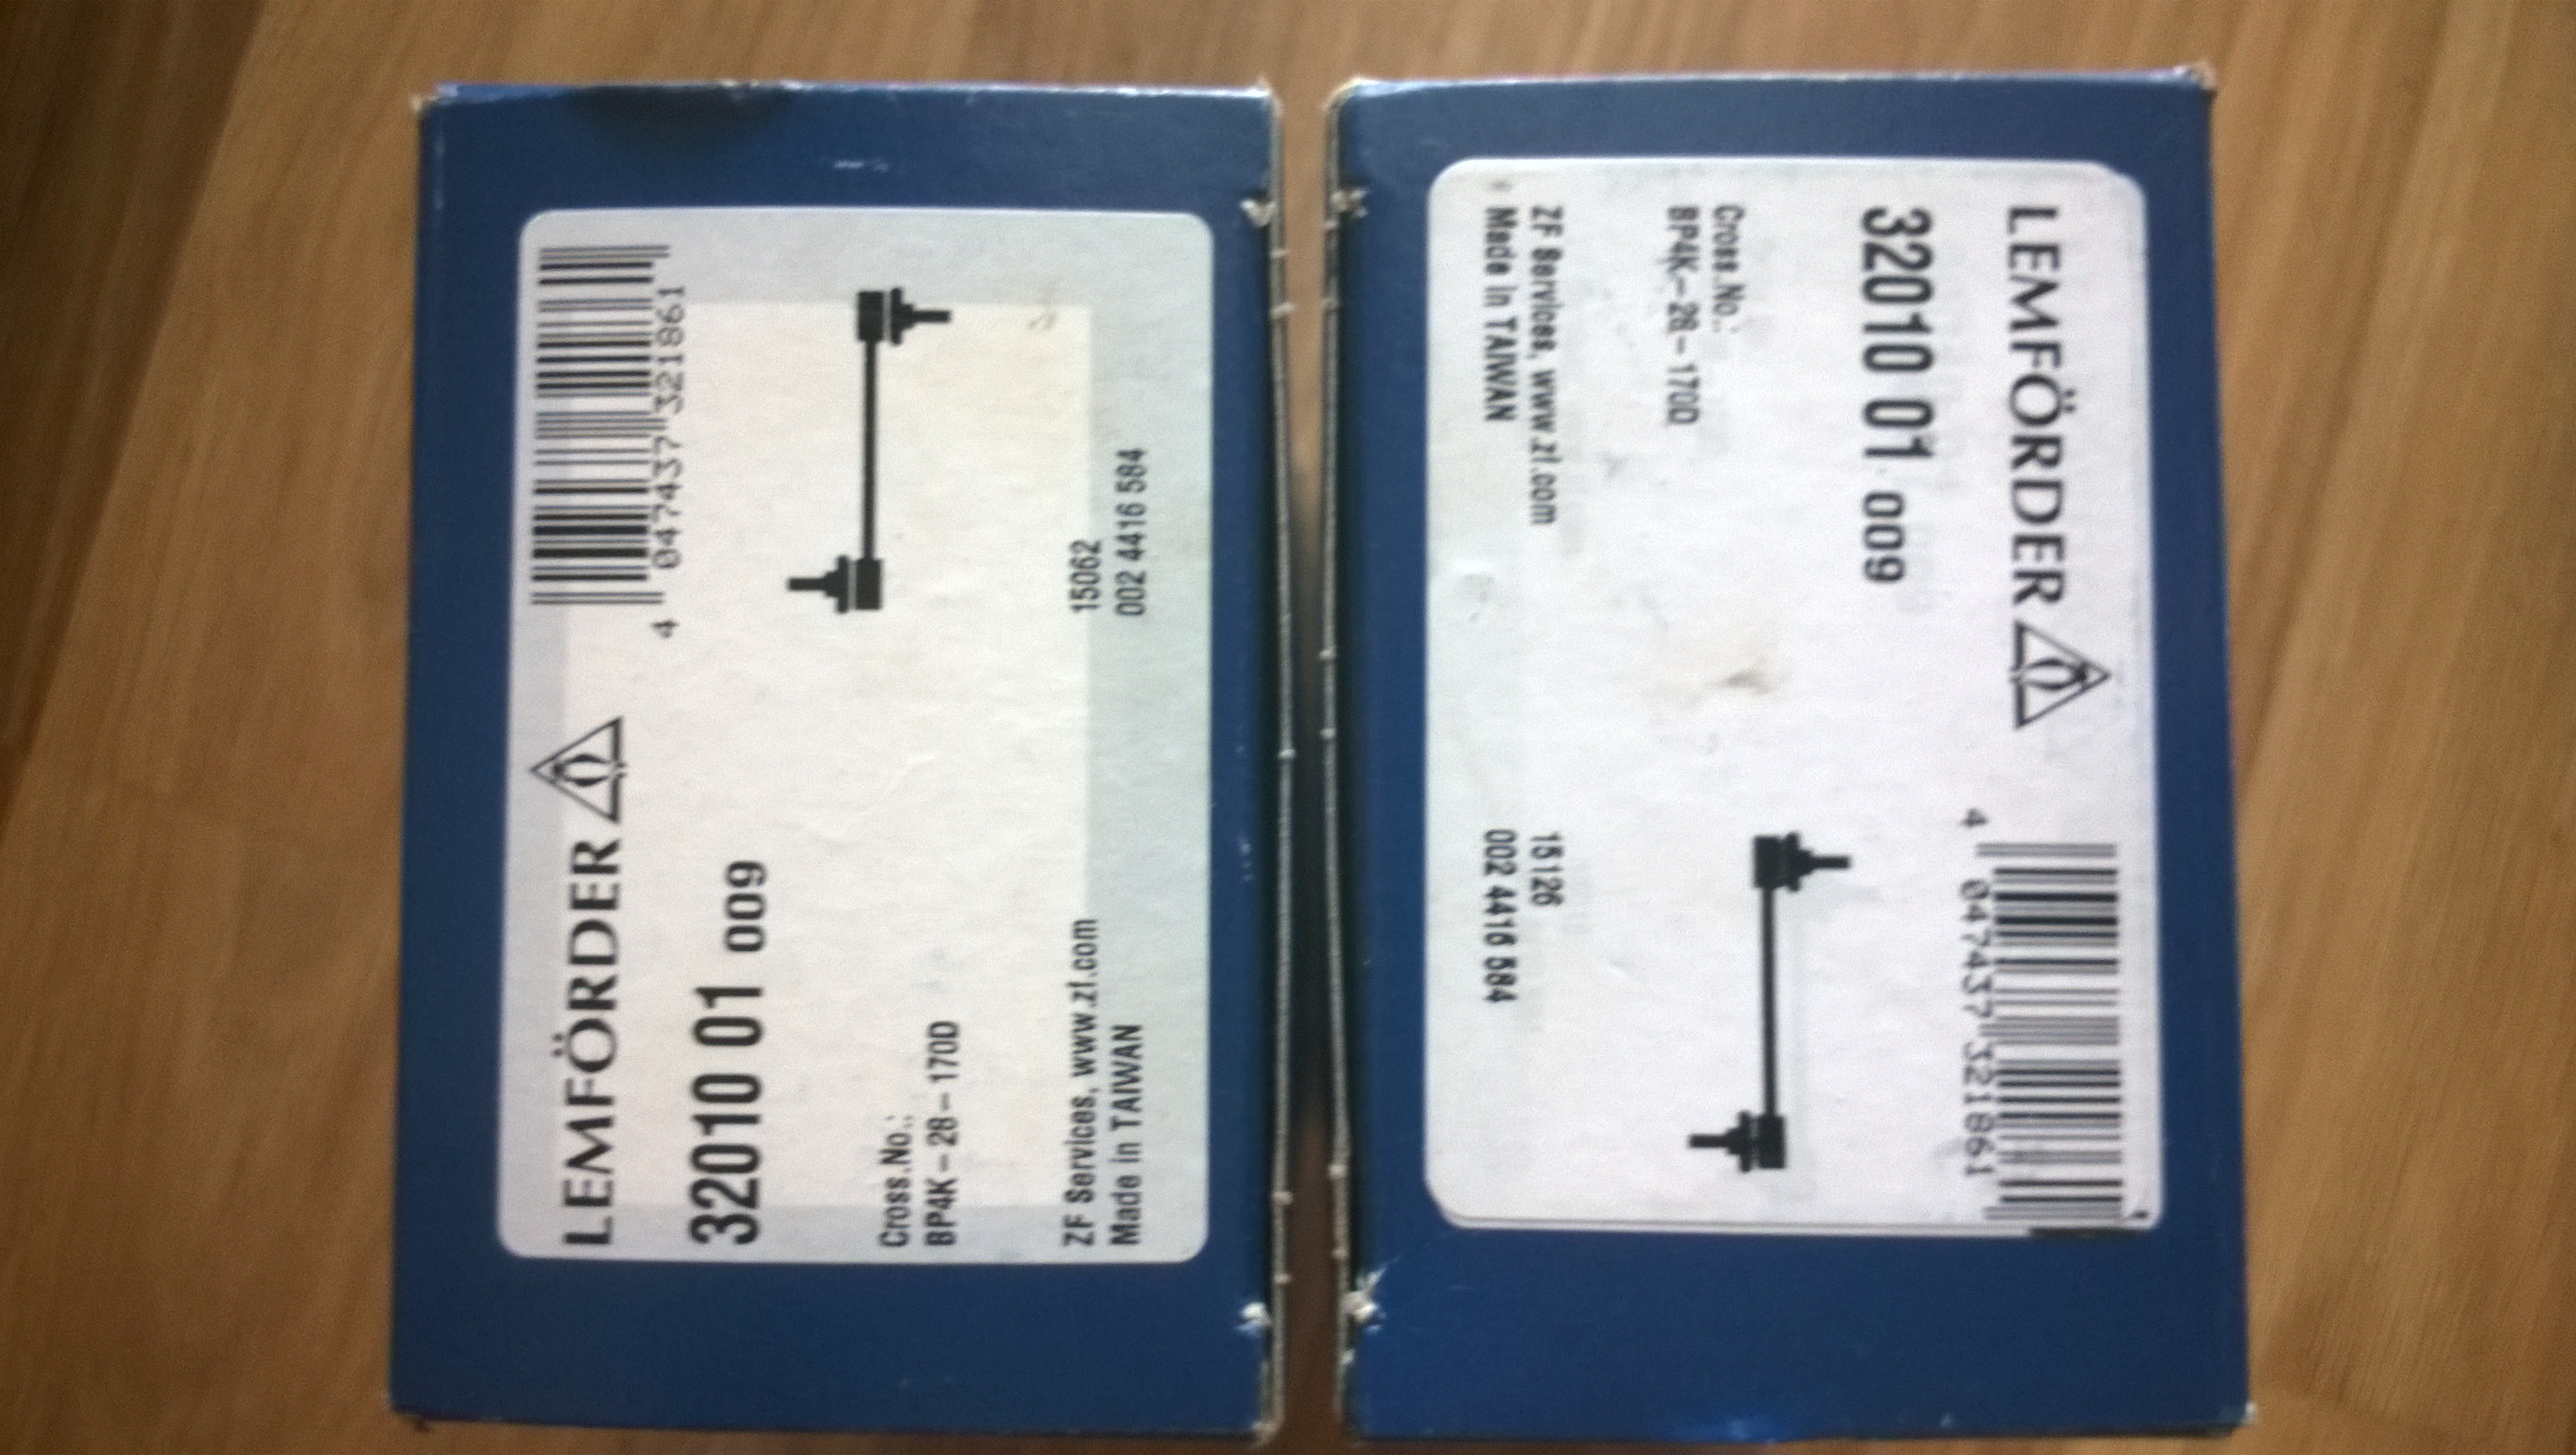 LEMFÖRDER
4 047437 321861
32010 01 009
Cross.No.:
BP4K-28-170D
ZF Services, www.zf.com
15062
Made in TAIWAN
002 4416 584
LEMFÖRDER
4 047437 321861
32010 01 009
Cross.No.:
BP4K-28-170D
ZF Services, www.zf.com
15126
Made in TAIWAN
002 4416 584